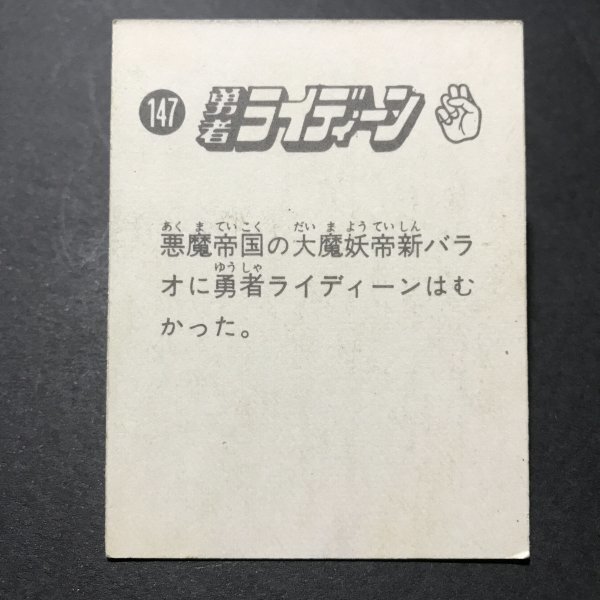 147 勇者ライディーン
あくまていこく だいまようていしん
悪魔帝国の大魔妖帝新バラ
ゆうしゃ
オに勇者ライディーンはむ
かった。